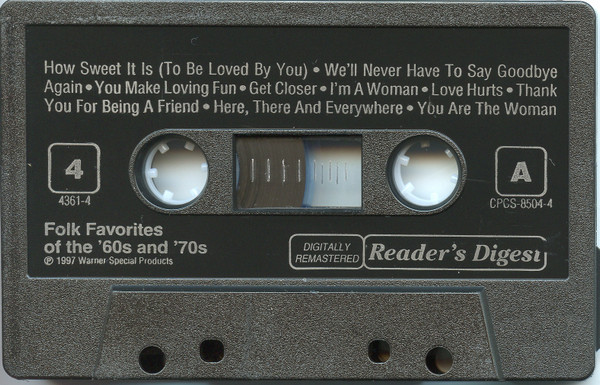 How Sweet It Is (To Be Loved By You) • We'll Never Have To Say Goodbye
Again • You Make Loving Fun • Get Closer • I'm A Woman • Love Hurts • Thank
You For Being A Friend • Here, There And Everywhere • You Are The Woman
4
A
4361-4
CPCS-8504-4
Folk Favorites
of the '60s and '70s
℗ 1997 Warner Special Products
DIGITALLY
REMASTERED
Reader's Digest